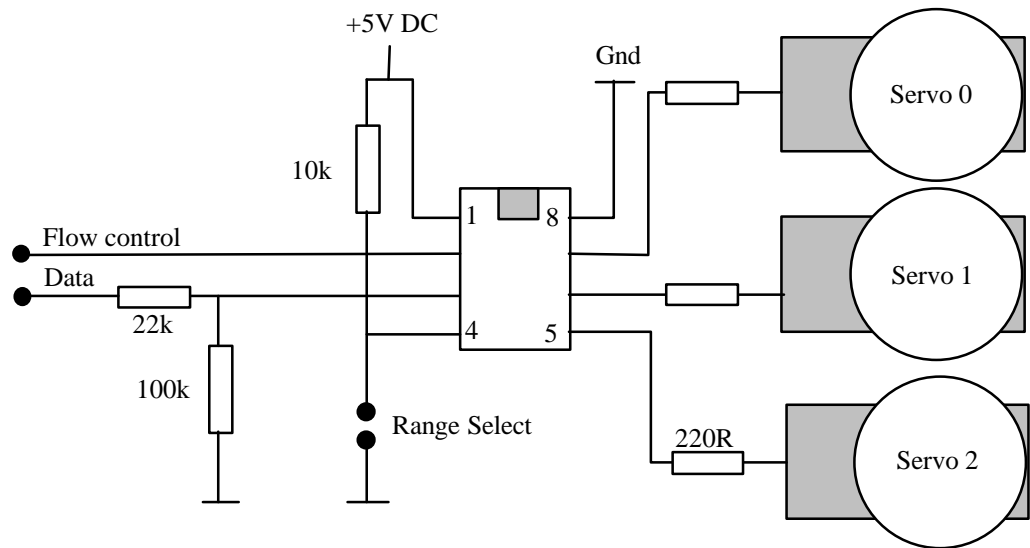 +5V DC
Gnd
Servo 0
10k
1
8
Flow control
Data
Servo 1
22k
4
5
100k
Range Select
220R
Servo 2